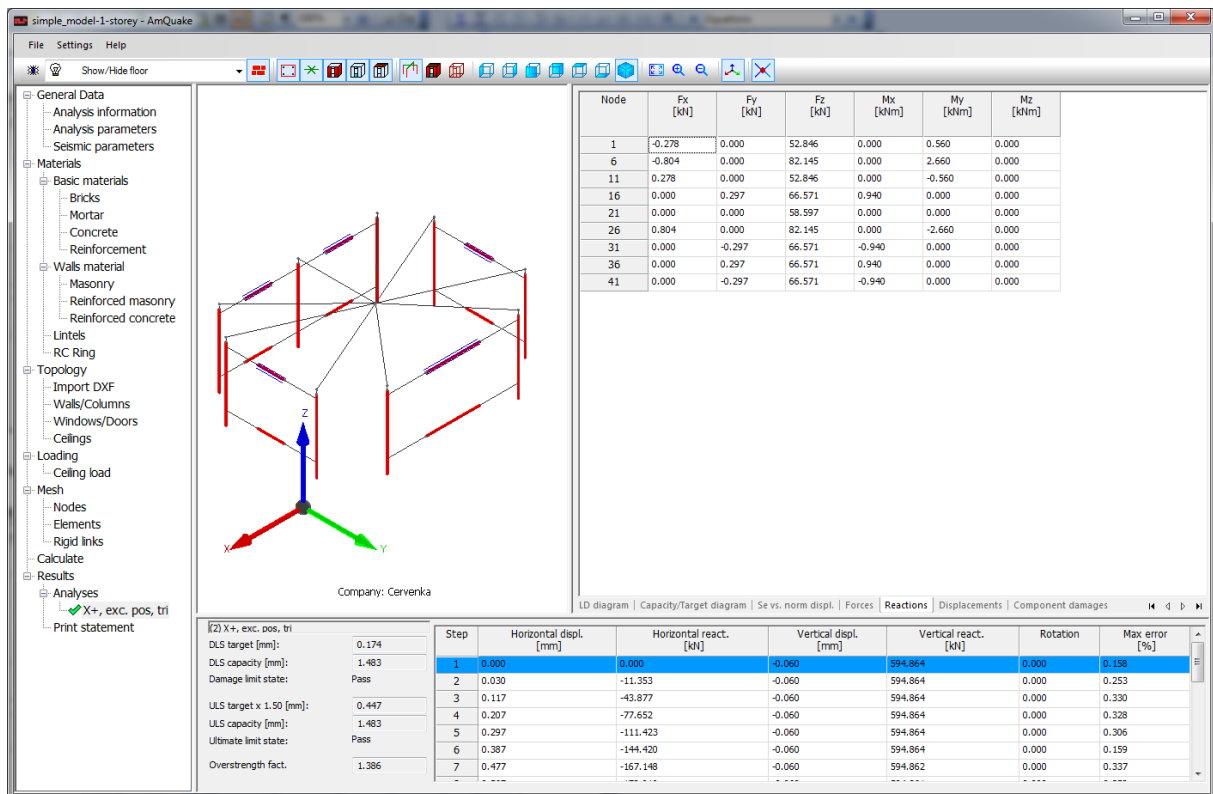 simple_model-1-storey - AmQuake
File Settings Help
Show/Hide floor
General Data
Analysis information
Analysis parameters
Seismic parameters
Materials
Basic materials
Bricks
Mortar
Concrete
Reinforcement
Walls material
Masonry
Reinforced masonry
Reinforced concrete
Lintels
RC Ring
Topology
Import DXF
Walls/Columns
Windows/Doors
Ceilings
Loading
Ceiling load
Mesh
Nodes
Elements
Rigid links
Calculate
Results
Analyses
X+, exc. pos, tri
Print statement
Z
X
Y
Company: Cervenka
Node Fx [kN] Fy [kN] Fz [kN] Mx [kNm] My [kNm] Mz [kNm]
1 -0.278 0.000 52.846 0.000 0.560 0.000
6 -0.804 0.000 82.145 0.000 2.660 0.000
11 0.278 0.000 52.846 0.000 -0.560 0.000
16 0.000 0.297 66.571 0.940 0.000 0.000
21 0.000 0.000 58.597 0.000 0.000 0.000
26 0.804 0.000 82.145 0.000 -2.660 0.000
31 0.000 -0.297 66.571 -0.940 0.000 0.000
36 0.000 0.297 66.571 0.940 0.000 0.000
41 0.000 -0.297 66.571 -0.940 0.000 0.000
LD diagram | Capacity/Target diagram | Se vs. norm displ. | Forces | Reactions | Displacements | Component damages
(2) X+, exc. pos, tri
DLS target [mm]: 0.174
DLS capacity [mm]: 1.483
Damage limit state: Pass
ULS target x 1.50 [mm]: 0.447
ULS capacity [mm]: 1.483
Ultimate limit state: Pass
Overstrength fact. 1.386
Step Horizontal displ. [mm] Horizontal react. [kN] Vertical displ. [mm] Vertical react. [kN] Rotation Max error [%]
1 0.000 0.000 -0.060 594.864 0.000 0.158
2 0.030 -11.353 -0.060 594.864 0.000 0.253
3 0.117 -43.877 -0.060 594.864 0.000 0.330
4 0.207 -77.652 -0.060 594.864 0.000 0.328
5 0.297 -111.423 -0.060 594.864 0.000 0.306
6 0.387 -144.420 -0.060 594.864 0.000 0.159
7 0.477 -167.148 -0.060 594.862 0.000 0.337